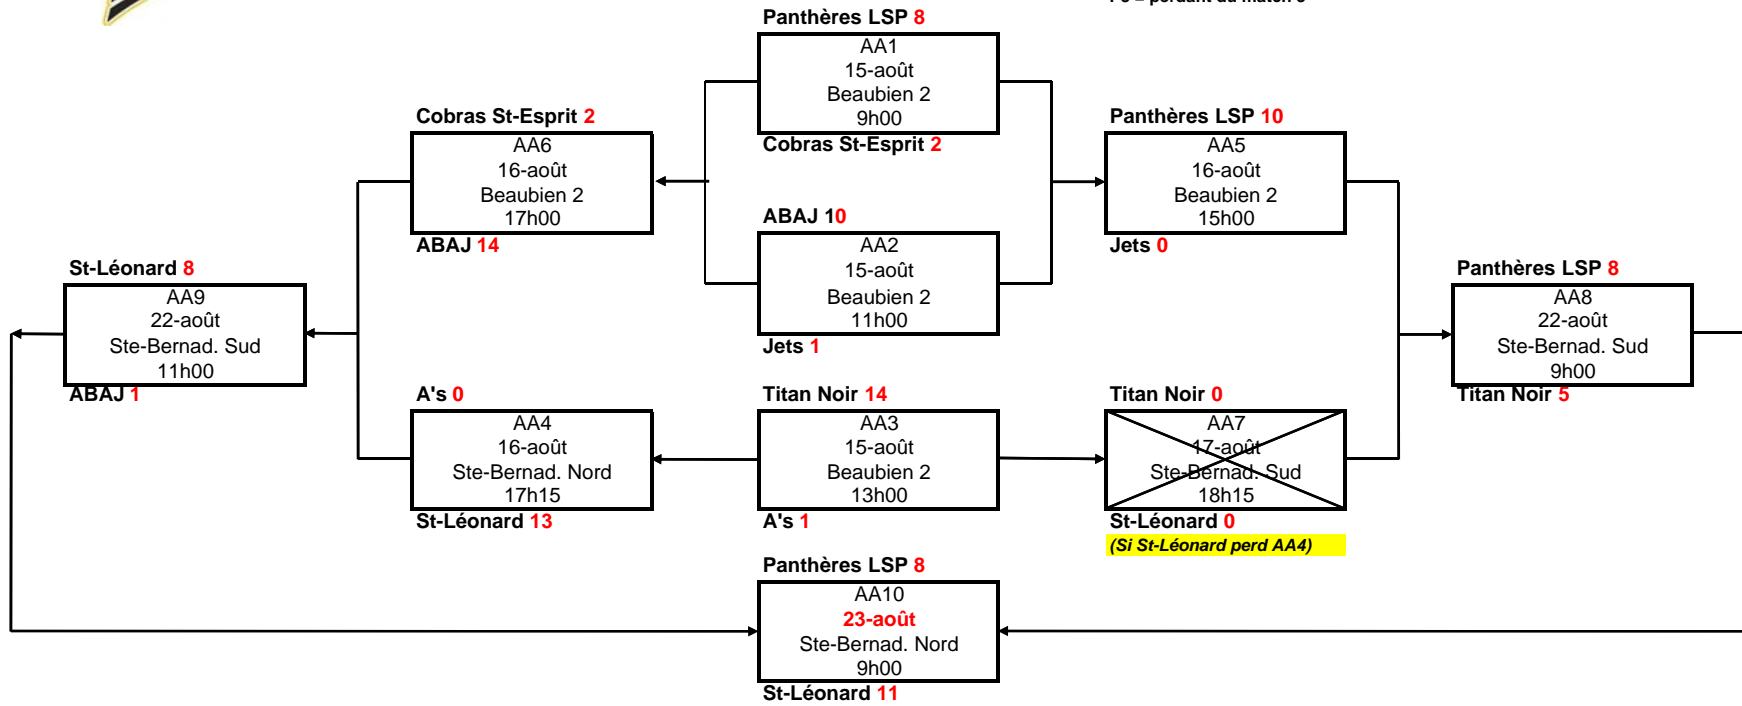 Panthères LSP 8
AA1
15-août
Beaubien 2
9h00
Cobras St-Esprit 2
Cobras St-Esprit 2
AA6
16-août
Beaubien 2
17h00
ABAJ 14
Panthères LSP 10
AA5
16-août
Beaubien 2
15h00
Jets 0
ABAJ 10
AA2
15-août
Beaubien 2
11h00
Jets 1
St-Léonard 8
AA9
22-août
Ste-Bernad. Sud
11h00
ABAJ 1
Panthères LSP 8
AA8
22-août
Ste-Bernad. Sud
9h00
Titan Noir 5
A's 0
AA4
16-août
Ste-Bernad. Nord
17h15
St-Léonard 13
Titan Noir 14
AA3
15-août
Beaubien 2
13h00
A's 1
Titan Noir 0
AA7
17-août
Ste-Bernad. Sud
18h15
St-Léonard 0
(Si St-Léonard perd AA4)
Panthères LSP 8
AA10
23-août
Ste-Bernad. Nord
9h00
St-Léonard 11